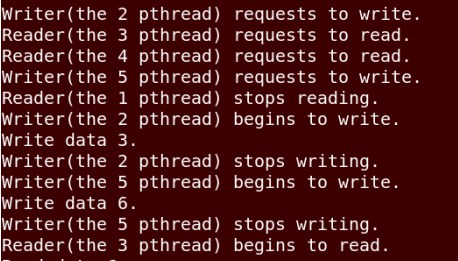 Writer(the 2 pthread) requests to write.
Reader(the 3 pthread) requests to read.
Reader(the 4 pthread) requests to read.
Writer(the 5 pthread) requests to write.
Reader(the 1 pthread) stops reading.
Writer(the 2 pthread) begins to write.
Write data 3.
Writer(the 2 pthread) stops writing.
Writer(the 5 pthread) begins to write.
Write data 6.
Writer(the 5 pthread) stops writing.
Reader(the 3 pthread) begins to read.